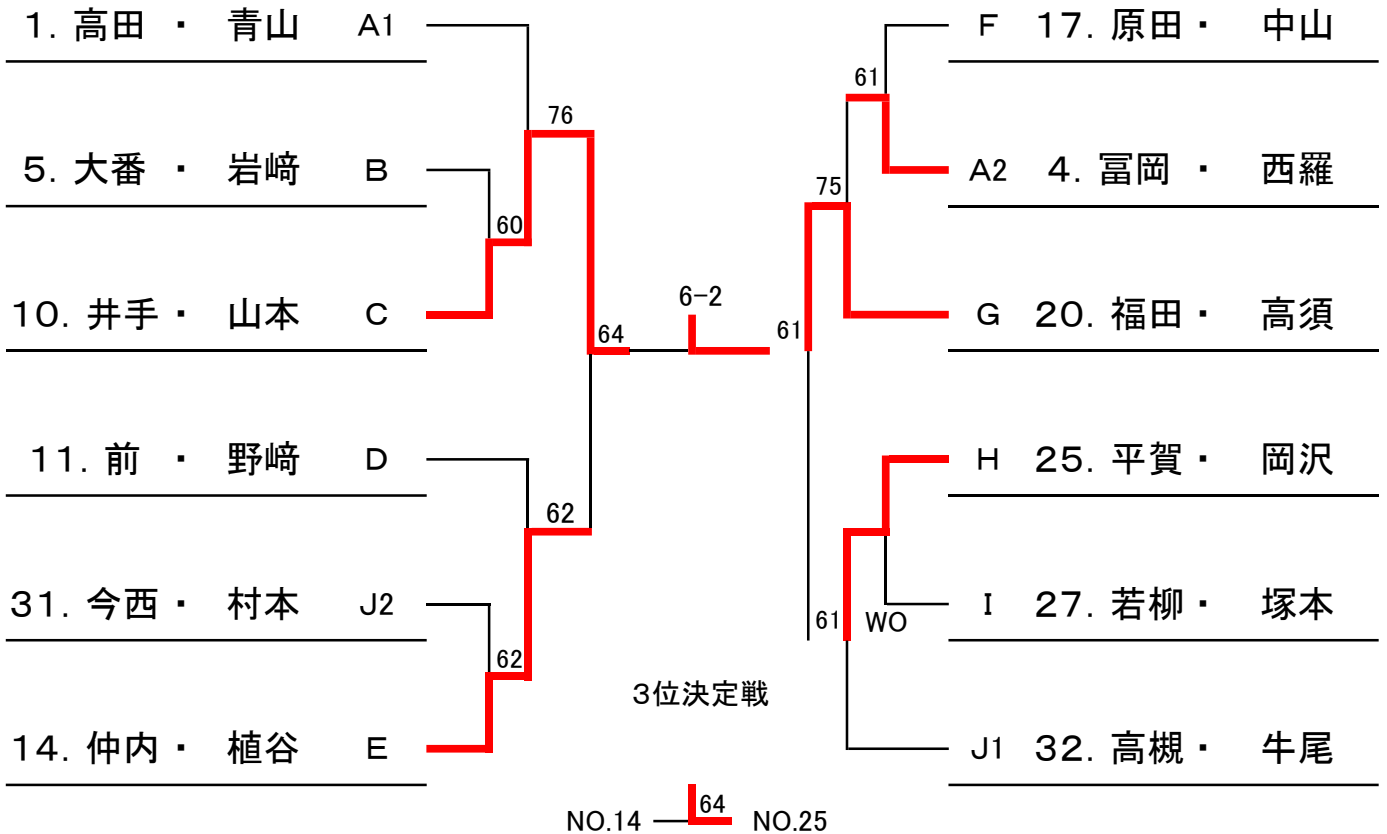 1. 高田 ・ 青山 A1
76
5. 大番 ・ 岩﨑 B
60
10. 井手・ 山本 C
64
11. 前 ・ 野﨑 D
62
31. 今西・ 村本 J2
62
14. 仲内・ 植谷 E
6-2
F 17. 原田・ 中山
61
A2 4. 冨岡 ・ 西羅
75
G 20. 福田・ 高須
61
H 25. 平賀・ 岡沢
I 27. 若柳・ 塚本
61 WO
J1 32. 高槻・ 牛尾
3位決定戦
64
NO.14 NO.25